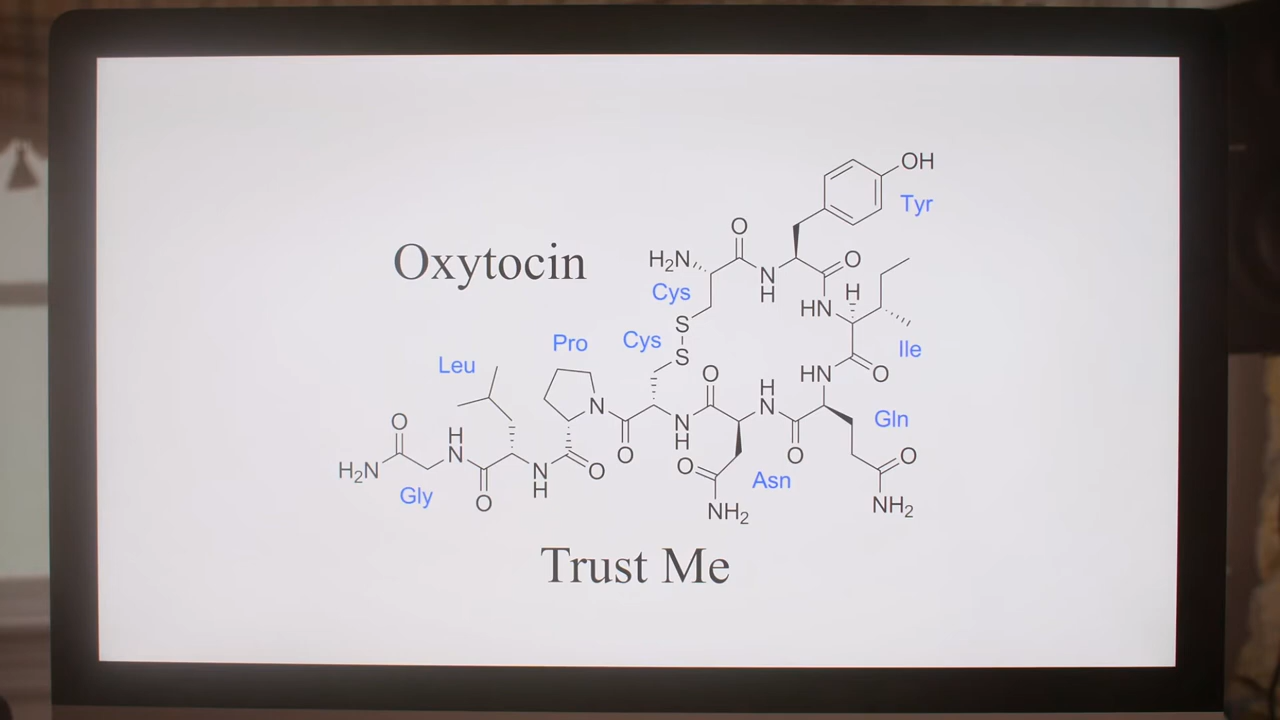 OH
Tyr
O
Oxytocin
H₂N
O
Cys
N
H
H
HN
S
Ile
Cys
Pro
S
Leu
O
HN
O
H
N
N
Gln
O
O
N
H
H
N
O
O
O
O
H₂N
O
N
H
Asn
Gly
O
NH₂
NH₂
Trust Me